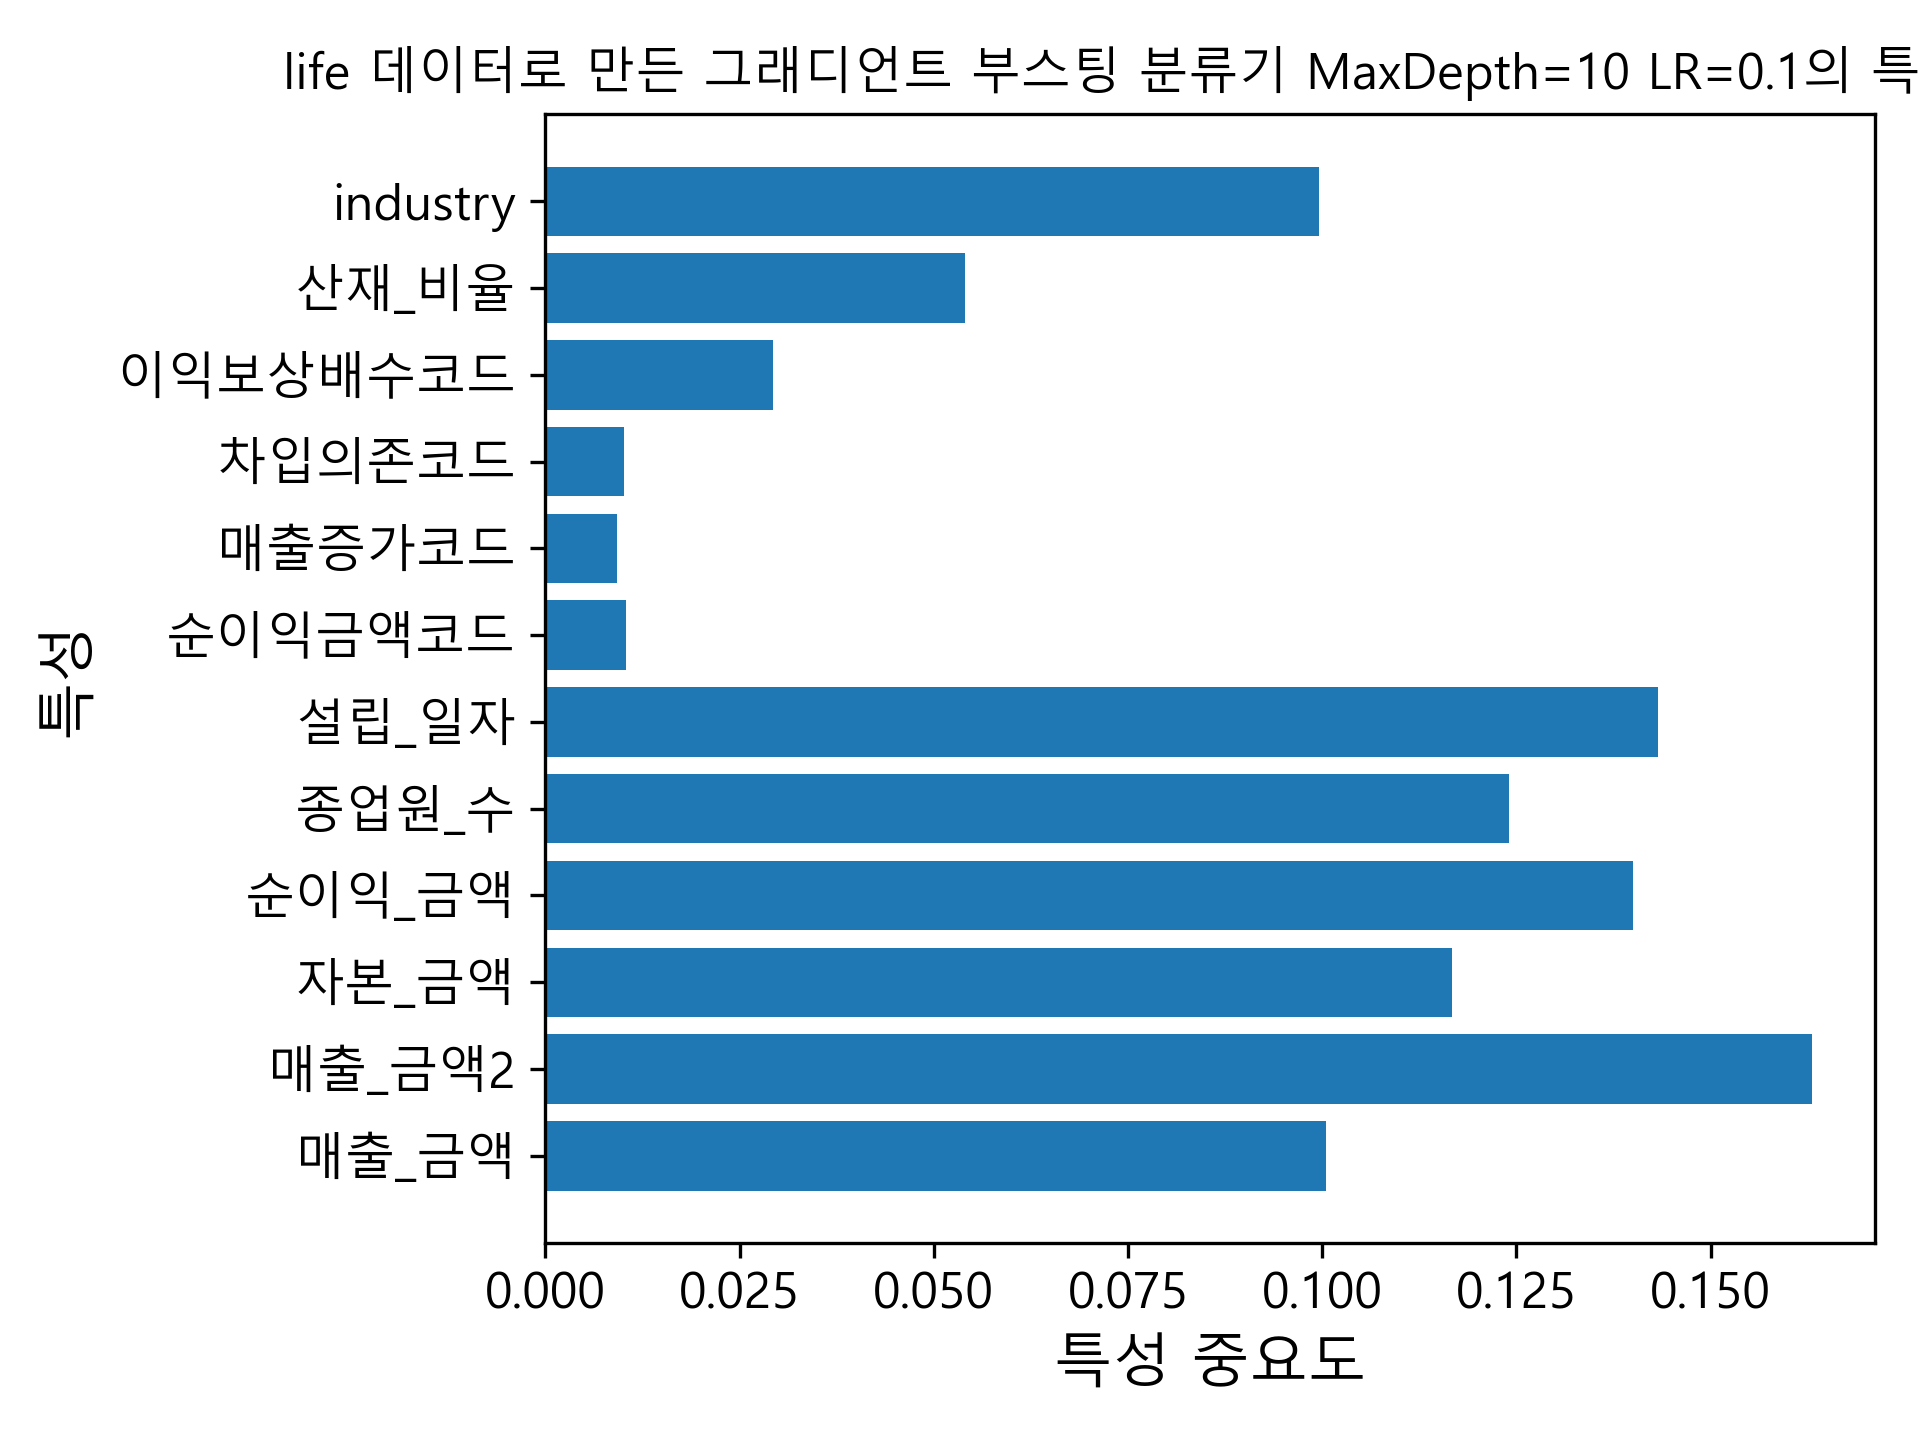 life 데이터로 만든 그래디언트 부스팅 분류기 MaxDepth=10 LR=0.1의 특
industry
산재_비율
이익보상배수코드
차입의존코드
매출증가코드
순이익금액코드
설립_일자
종업원_수
순이익_금액
자본_금액
매출_금액2
매출_금액
특성
0.000 0.025 0.050 0.075 0.100 0.125 0.150
특성 중요도